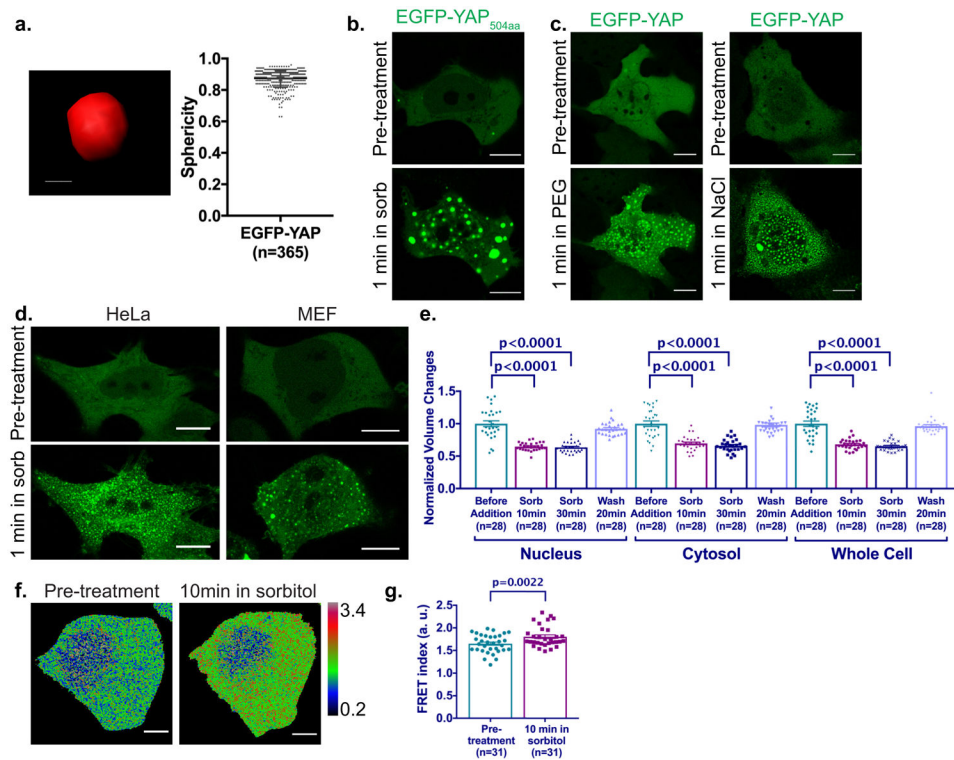 a.
Sphericity
1.0
0.8
0.6
0.4
0.2
0.0
EGFP-YAP
(n=365)
b.
EGFP-YAP504aa
Pre-treatment
1 min in sorb
c.
EGFP-YAP
EGFP-YAP
Pre-treatment
1 min in PEG
1 min in NaCl
d.
HeLa
MEF
Pre-treatment
1 min in sorb
e.
Normalized Volume Changes
1.5
1.0
0.5
0.0
p<0.0001
p<0.0001
p<0.0001
p<0.0001
p<0.0001
p<0.0001
Before Addition (n=28)
Sorb 10min (n=28)
Sorb 30min (n=28)
Wash 20min (n=28)
Before Addition (n=28)
Sorb 10min (n=28)
Sorb 30min (n=28)
Wash 20min (n=28)
Before Addition (n=28)
Sorb 10min (n=28)
Sorb 30min (n=28)
Wash 20min (n=28)
Nucleus
Cytosol
Whole Cell
f.
Pre-treatment
10min in sorbitol
3.4
0.2
g.
p=0.0022
FRET index (a. u.)
2.5
2.0
1.5
1.0
0.5
0.0
Pre-
treatment
(n=31)
10 min in
sorbitol
(n=31)